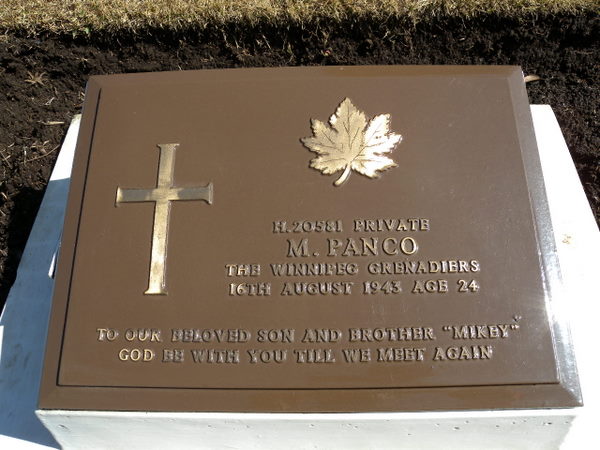 H.20581 PRIVATE
M. PANCO
THE WINNIPEG GRENADIERS
16TH AUGUST 1943 AGE 24
TO OUR BELOVED SON AND BROTHER "MIKEY"
GOD BE WITH YOU TILL WE MEET AGAIN